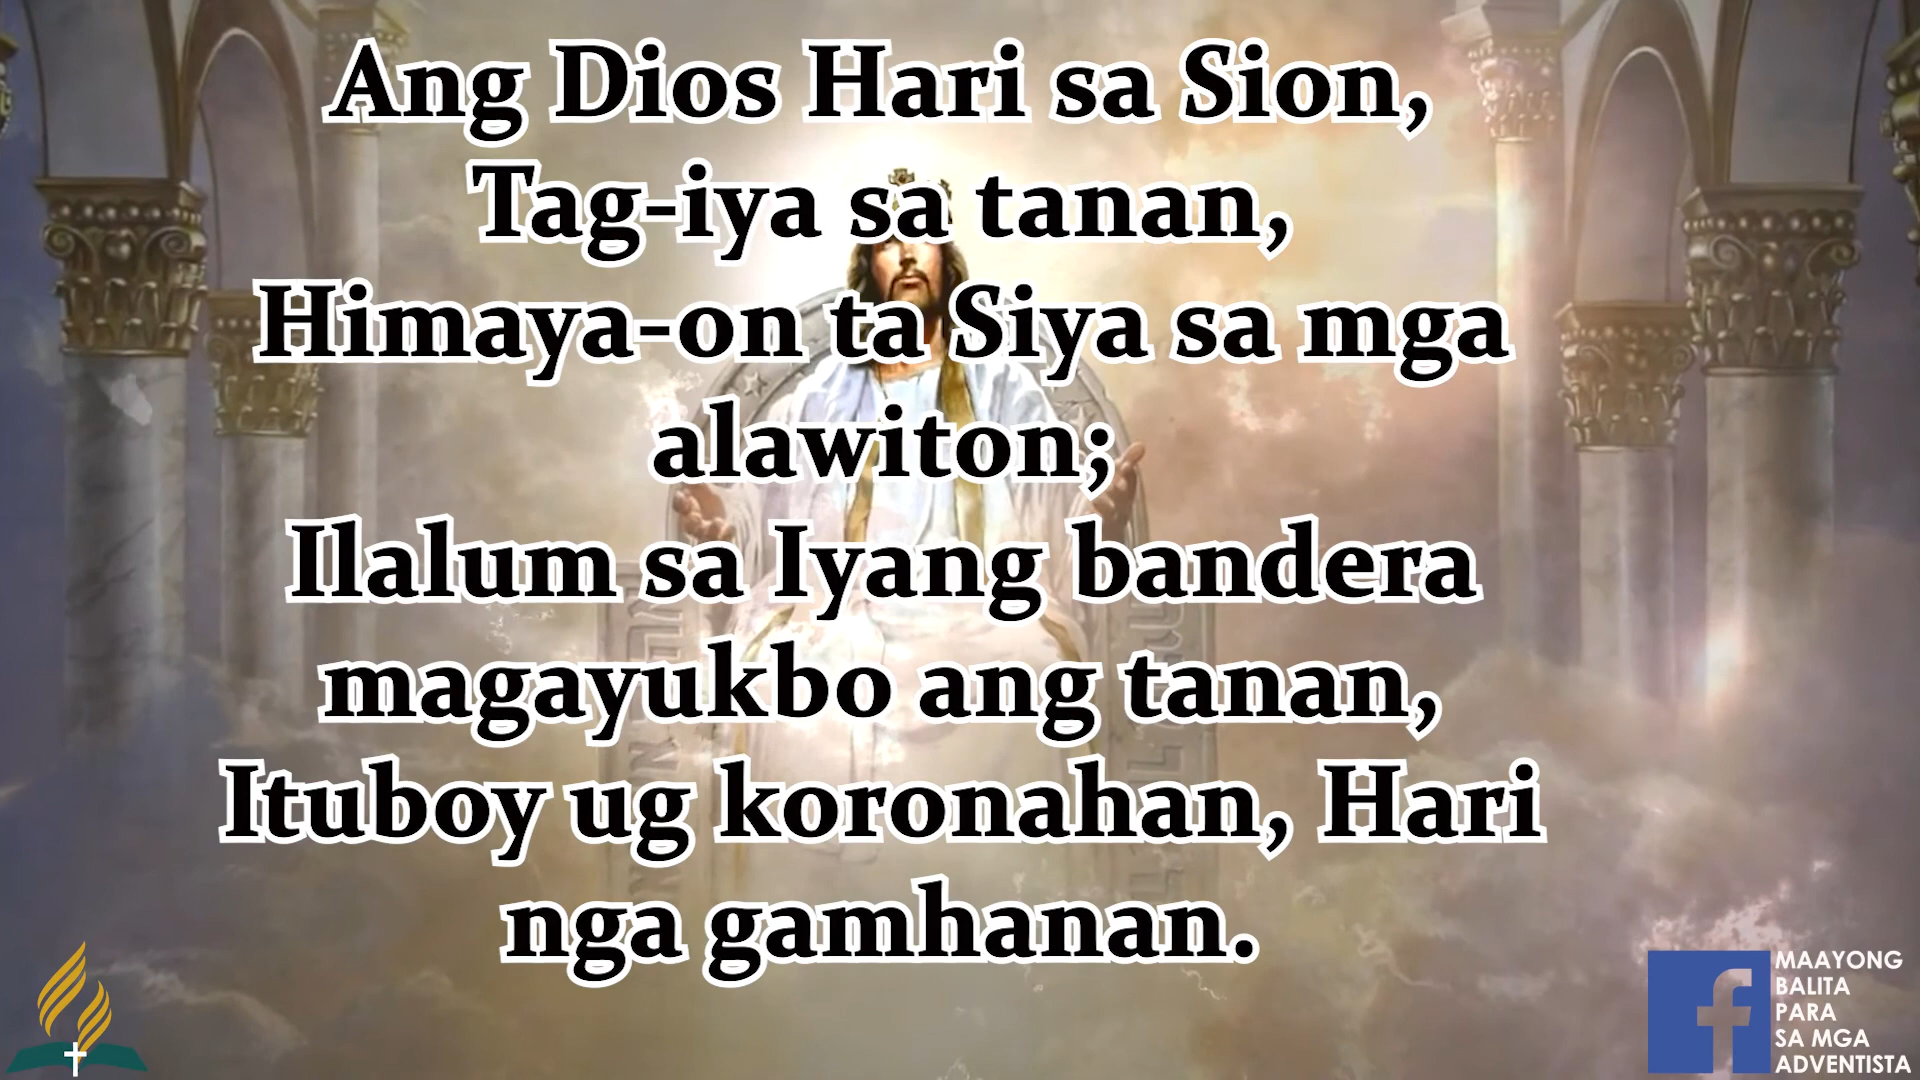 Ang Dios Hari sa Sion,
Tag-iya sa tanan,
Himaya-on ta Siya sa mga
alawiton;
Ilalum sa Iyang bandera
magayukbo ang tanan,
Ituboy ug koronahan, Hari
nga gamhanan.
MAAYONG
BALITA
PARA
SA MGA
ADVENTISTA